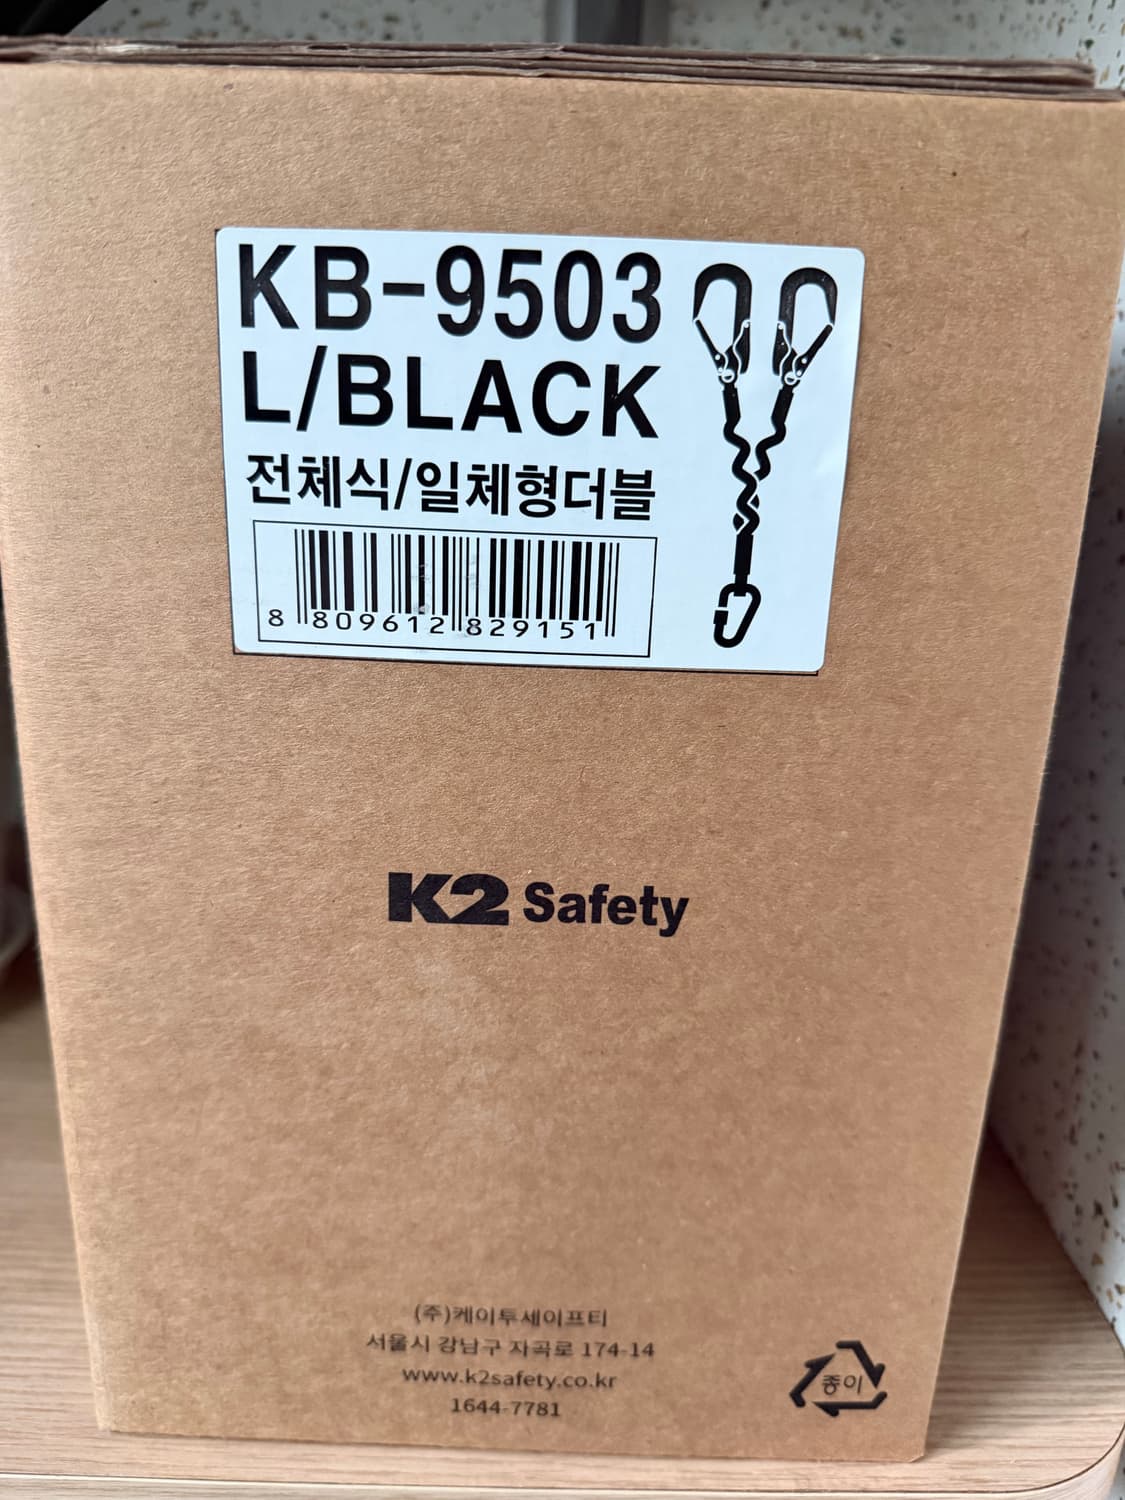 KB-9503
L/BLACK
전체식/일체형더블
8 809612 829151
K2 Safety
(주)케이투세이프티
서울시 강남구 자곡로 174-14
www.k2safety.co.kr
1644-7781
종이